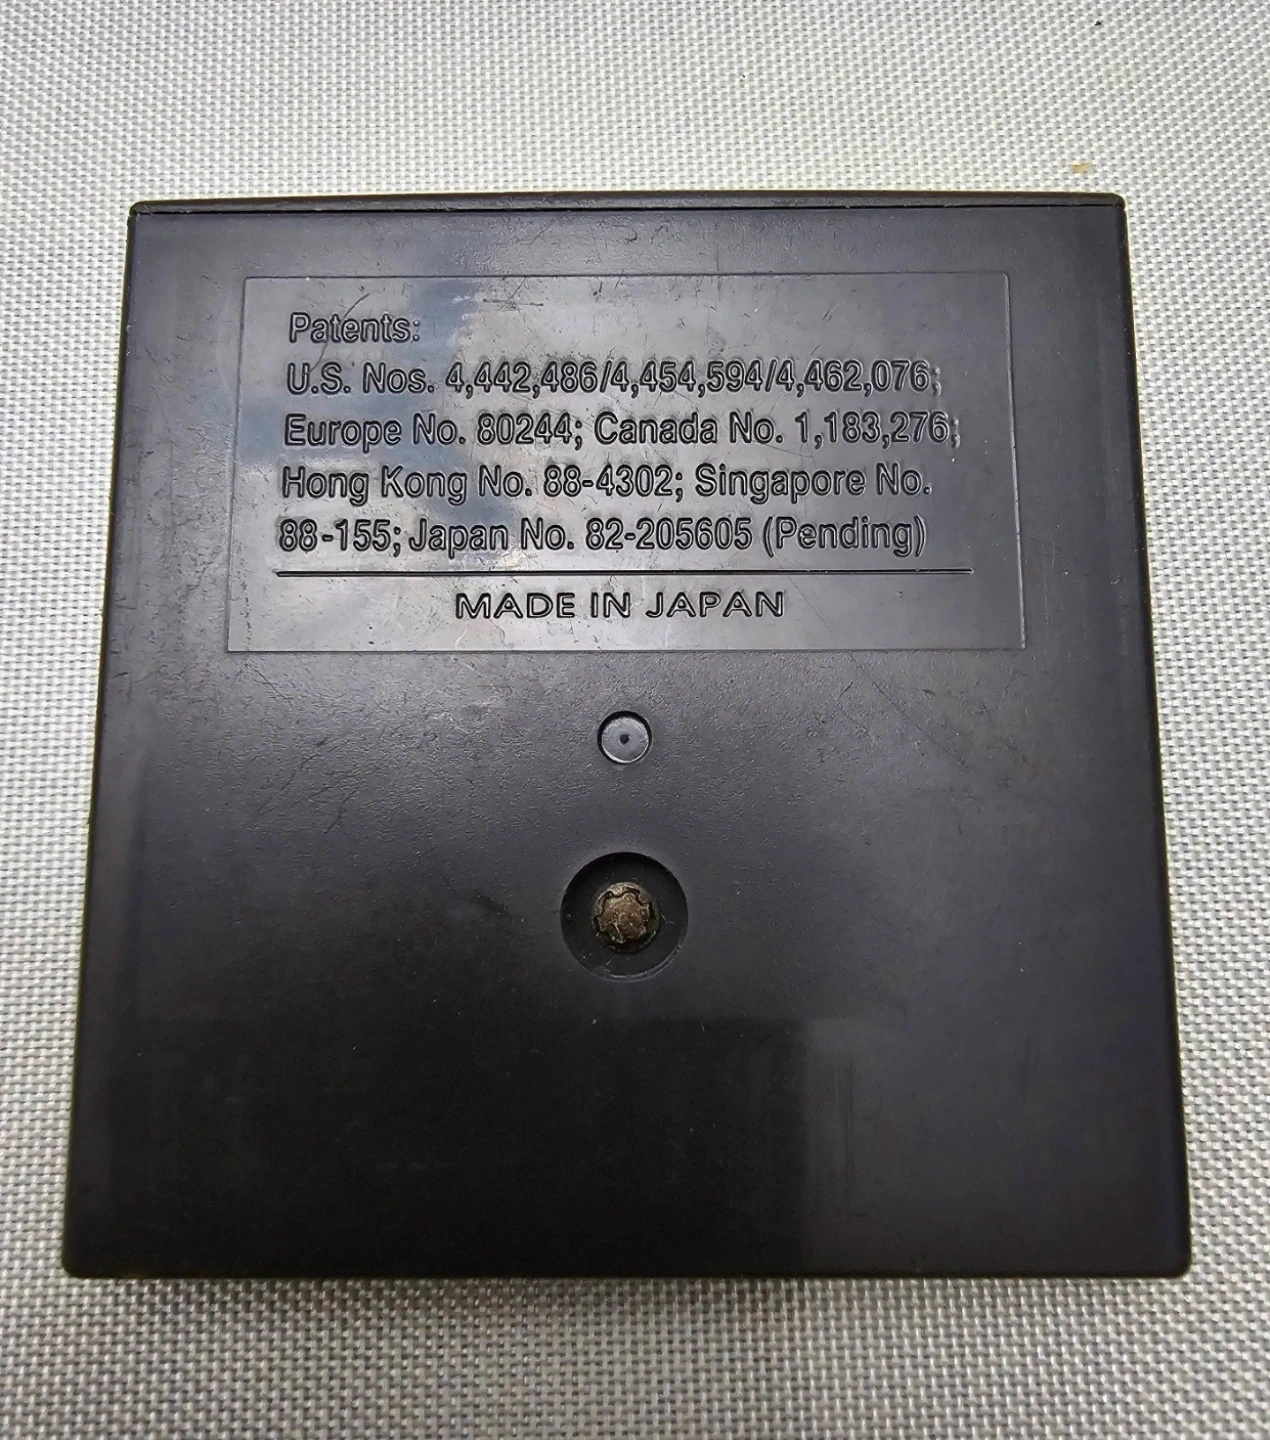 Patents:
U.S. Nos. 4,442,486/4,454,594/4,462,076;
Europe No. 80244; Canada No. 1,183,276;
Hong Kong No. 88-4302; Singapore No.
88-155; Japan No. 82-205605 (Pending)
MADE IN JAPAN